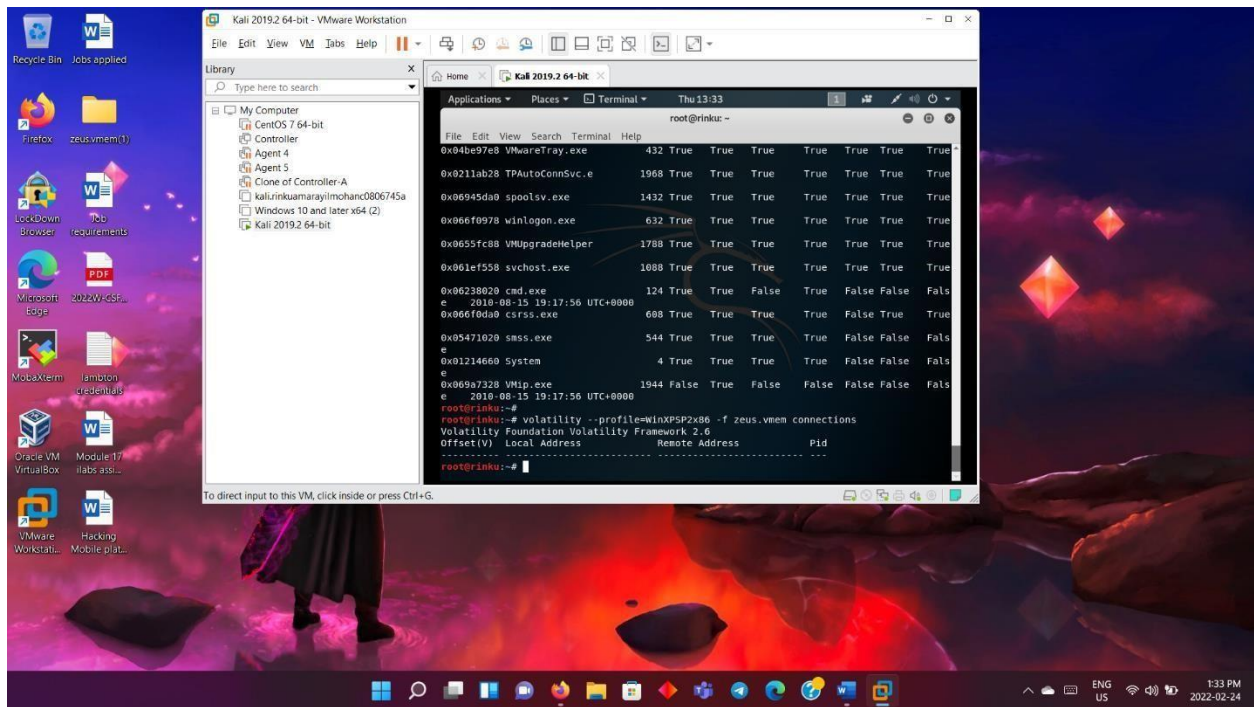 Recycle Bin
Jobs applied
Firefox
zeus.vmem(1)
LockDown
Browser
Job
requirements
Microsoft
Edge
PDF
2022W-CSF...
MobaXterm
lambton
credentials
Oracle VM
VirtualBox
Module 17
ilabs assi...
VMware
Workstati...
Hacking
Mobile plat...
Kali 2019.2 64-bit - VMware Workstation
File Edit View VM Tabs Help
Library
Type here to search
My Computer
CentOS 7 64-bit
Controller
Agent 4
Agent 5
Clone of Controller-A
kali.rinkuamarayilmohanc0806745a
Windows 10 and later x64 (2)
Kali 2019.2 64-bit
Home
Kali 2019.2 64-bit
Applications Places Terminal Thu 13:33 1
root@rinku: ~
File Edit View Search Terminal Help
0x04be97e8 VMwareTray.exe 432 True True True True True True True
0x0211ab28 TPAutoConnSvc.e 1968 True True True True True True True
0x06945da0 spoolsv.exe 1432 True True True True True True True
0x066f0978 winlogon.exe 632 True True True True True True True
0x0655fc88 VMUpgradeHelper 1788 True True True True True True True
0x061ef558 svchost.exe 1088 True True True True True True True
0x06238020 cmd.exe 124 True True False True False False Fals
e 2010-08-15 19:17:56 UTC+0000
0x066f0da0 csrss.exe 608 True True True True False True True
0x05471020 smss.exe 544 True True True True False False Fals
e
0x01214660 System 4 True True True True False False Fals
e
0x069a7328 VMip.exe 1944 False True False False False False Fals
e 2010-08-15 19:17:56 UTC+0000
root@rinku:~#
root@rinku:~# volatility --profile=WinXPSP2x86 -f zeus.vmem connections
Volatility Foundation Volatility Framework 2.6
Offset(V) Local Address Remote Address Pid
---------- ------------------------- ------------------------- ---
root@rinku:~#
To direct input to this VM, click inside or press Ctrl+G.
ENG
US
1:33 PM
2022-02-24